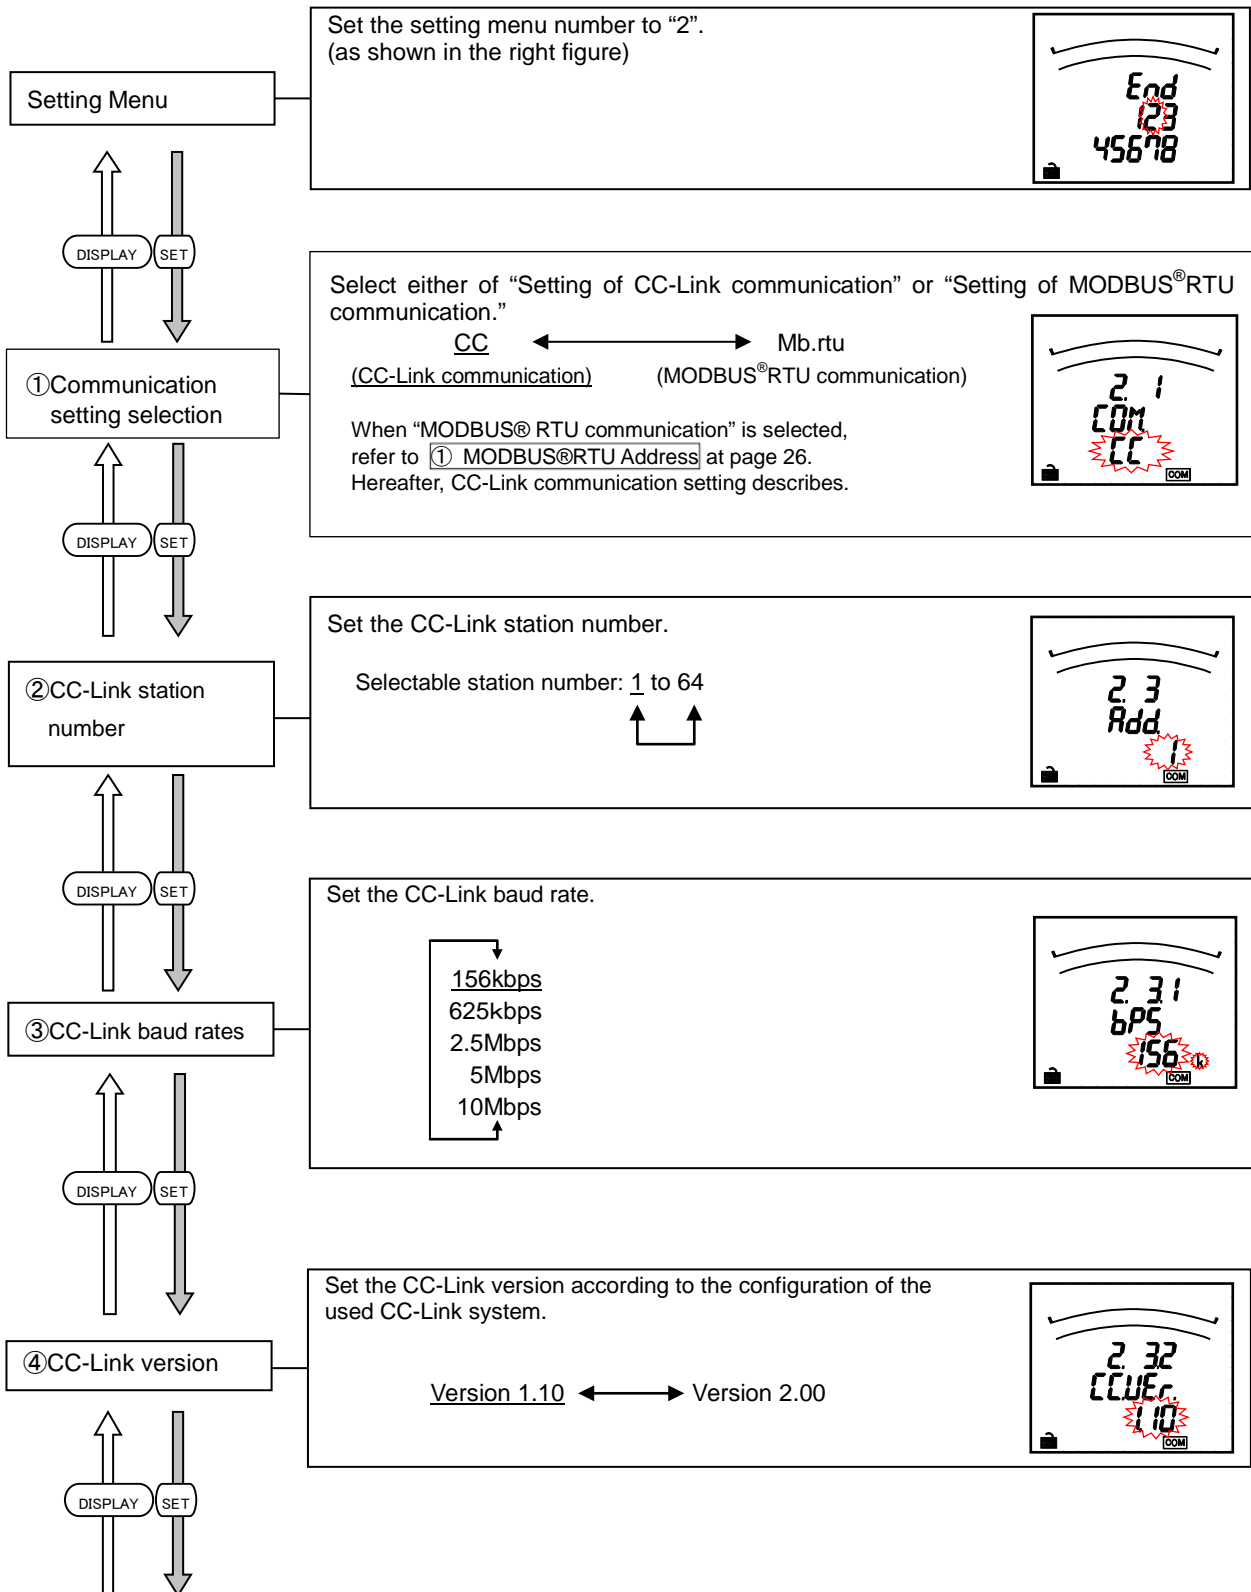 Set the setting menu number to “2”.
(as shown in the right figure)
Setting Menu
End
123
45678
DISPLAY SET
Select either of “Setting of CC-Link communication” or “Setting of MODBUS®RTU
communication.”
CC Mb.rtu
(CC-Link communication) (MODBUS®RTU communication)
When “MODBUS® RTU communication” is selected,
refer to ① MODBUS®RTU Address at page 26.
Hereafter, CC-Link communication setting describes.
①Communication
setting selection
2. 1
COM
CC
COM
DISPLAY SET
Set the CC-Link station number.
Selectable station number: 1 to 64
②CC-Link station
number
2. 3
Add.
1
COM
DISPLAY SET
Set the CC-Link baud rate.
156kbps
625kbps
2.5Mbps
5Mbps
10Mbps
③CC-Link baud rates
2. 3.1
bPS
156 k
COM
DISPLAY SET
Set the CC-Link version according to the configuration of the
used CC-Link system.
Version 1.10 Version 2.00
④CC-Link version
2. 3.2
CC.VEr.
1.10
COM
DISPLAY SET